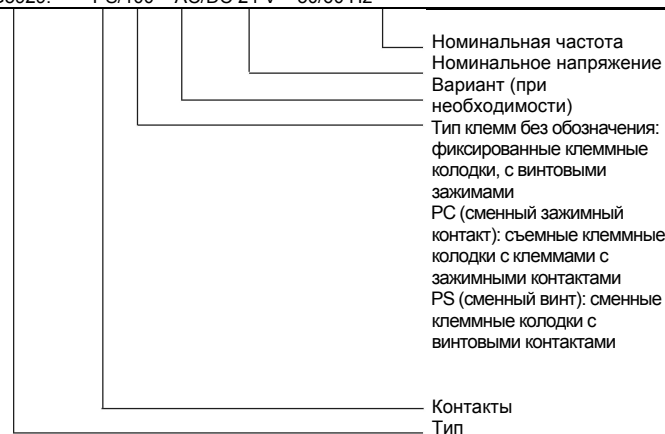 Номинальная частота
Номинальное напряжение
Вариант (при
необходимости)
Тип клемм без обозначения:
фиксированные клеммные
колодки, с винтовыми
зажимами
PC (сменный зажимный
контакт): съемные клеммные
колодки с клеммами с
зажимными контактами
PS (сменный винт): сменные
клеммные колодки с
винтовыми контактами
Контакты
Тип